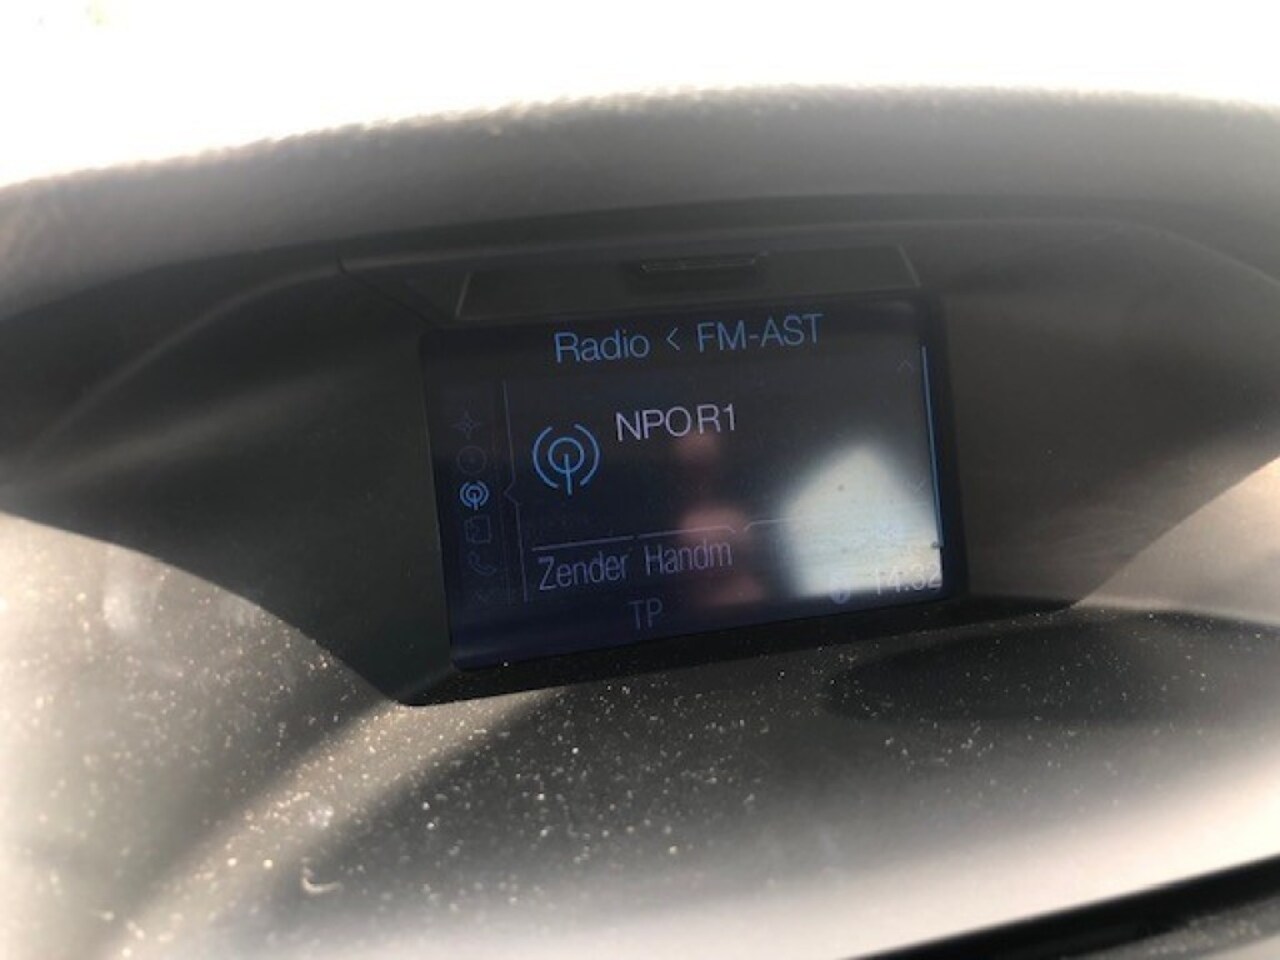 Radio < FM-AST
NPO R1
Zender Handm
TP 14:32